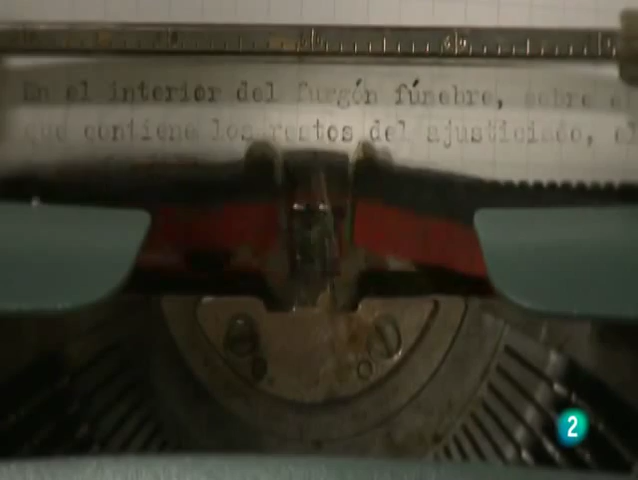 En el interior del furgón fúnebre, sobre e
que contiene los restos del ajusticiado, el
2